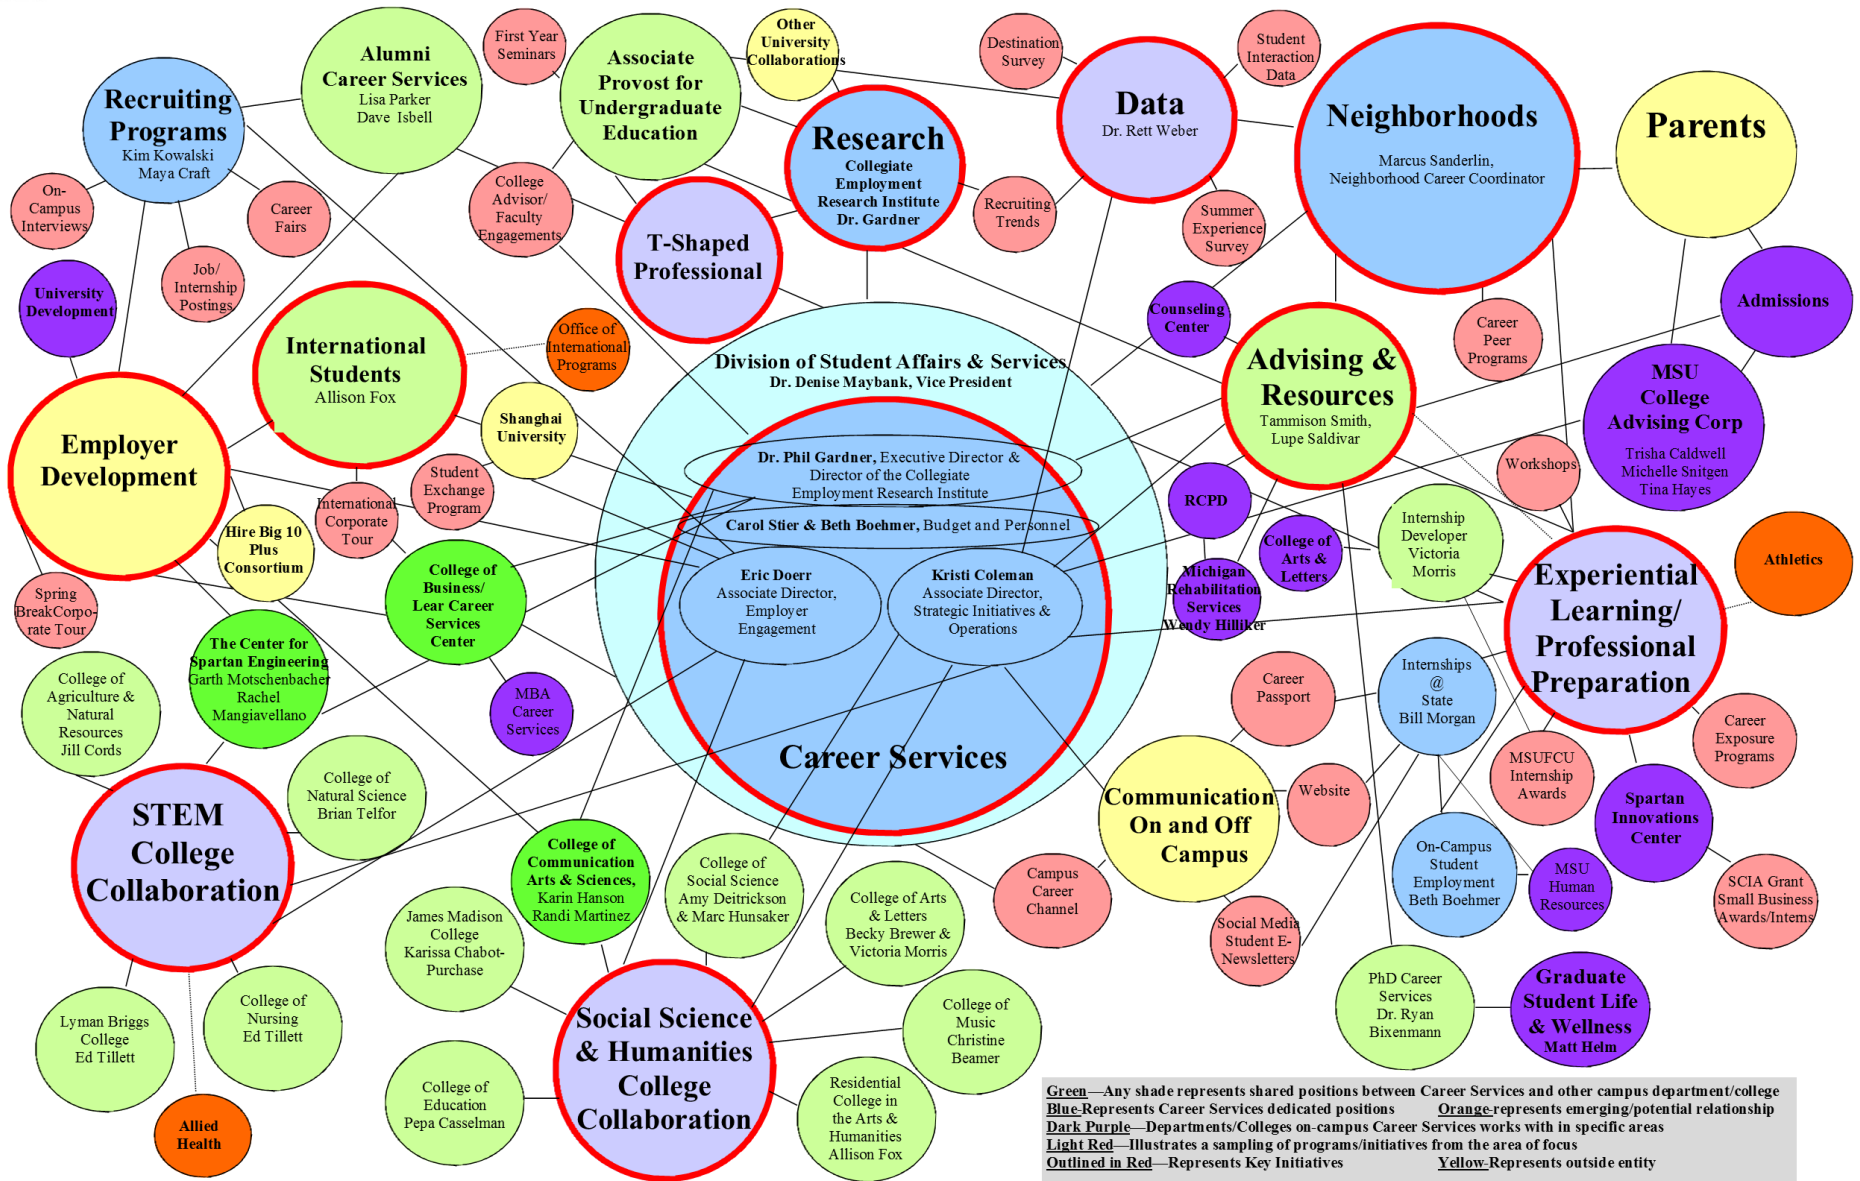 Recruiting
Programs
Kim Kowalski
Maya Craft
Alumni
Career Services
Lisa Parker
Dave Isbell
First Year
Seminars
Associate
Provost for
Undergraduate
Education
Other
University
Collaborations
Research
Collegiate
Employment
Research Institute
Dr. Gardner
Destination
Survey
Data
Dr. Rett Weber
Student
Interaction
Data
Neighborhoods
Marcus Sanderlin,
Neighborhood Career Coordinator
Parents
On-
Campus
Interviews
Career
Fairs
Job/
Internship
Postings
College
Advisor/
Faculty
Engagements
T-Shaped
Professional
Recruiting
Trends
Summer
Experience
Survey
University
Development
International
Students
Allison Fox
Office of
International
Programs
Counseling
Center
Career
Peer
Programs
Admissions
Division of Student Affairs & Services
Dr. Denise Maybank, Vice President
Advising &
Resources
Tammison Smith,
Lupe Saldivar
MSU
College
Advising Corp
Trisha Caldwell
Michelle Snitgen
Tina Hayes
Employer
Development
Shanghai
University
Student
Exchange
Program
International
Corporate
Tour
Hire Big 10
Plus
Consortium
Dr. Phil Gardner, Executive Director &
Director of the Collegiate
Employment Research Institute
Carol Stier & Beth Boehmer, Budget and Personnel
Eric Doerr
Associate Director,
Employer
Engagement
Kristi Coleman
Associate Director,
Strategic Initiatives &
Operations
Career Services
RCPD
College of
Arts &
Letters
Michigan
Rehabilitation
Services
Wendy Hilliker
Internship
Developer
Victoria
Morris
Workshops
Experiential
Learning/
Professional
Preparation
Athletics
Spring
BreakCorpo-
rate Tour
College of
Business/
Lear Career
Services
Center
The Center for
Spartan Engineering
Garth Motschenbacher
Rachel
Mangiavellano
MBA
Career
Services
College of
Agriculture &
Natural
Resources
Jill Cords
College of
Natural Science
Brian Telfor
STEM
College
Collaboration
Career
Passport
Internships
@
State
Bill Morgan
Website
Communication
On and Off
Campus
MSUFCU
Internship
Awards
Career
Exposure
Programs
Spartan
Innovations
Center
On-Campus
Student
Employment
Beth Boehmer
MSU
Human
Resources
SCIA Grant
Small Business
Awards/Interns
Campus
Career
Channel
Social Media
Student E-
Newsletters
College of
Communication
Arts & Sciences,
Karin Hanson
Randi Martinez
College of
Social Science
Amy Deitrickson
& Marc Hunsaker
College of Arts
& Letters
Becky Brewer &
Victoria Morris
James Madison
College
Karissa Chabot-
Purchase
Social Science
& Humanities
College
Collaboration
College of
Music
Christine
Beamer
College of
Education
Pepa Casselman
Residential
College in
the Arts &
Humanities
Allison Fox
Lyman Briggs
College
Ed Tillett
College of
Nursing
Ed Tillett
Allied
Health
PhD Career
Services
Dr. Ryan
Bixenmann
Graduate
Student Life
& Wellness
Matt Helm
Green—Any shade represents shared positions between Career Services and other campus department/college
Blue-Represents Career Services dedicated positions Orange-represents emerging/potential relationship
Dark Purple—Departments/Colleges on-campus Career Services works with in specific areas
Light Red—Illustrates a sampling of programs/initiatives from the area of focus
Outlined in Red—Represents Key Initiatives Yellow-Represents outside entity